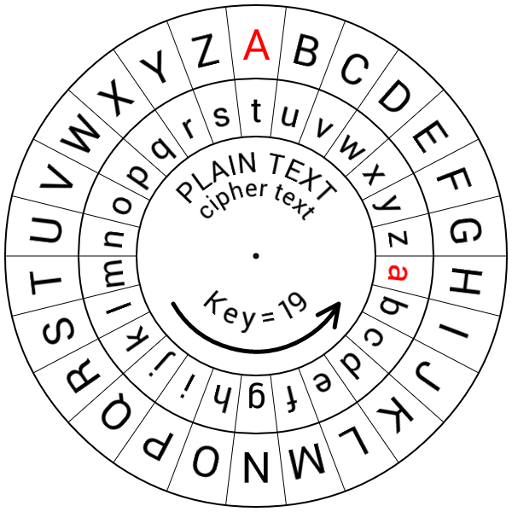 A B C D E F G H I J K L M N O P Q R S T U V W X Y Z
t u v w x y z a b c d e f g h i j k l m n o p q r s
PLAIN TEXT
cipher text
Key = 19